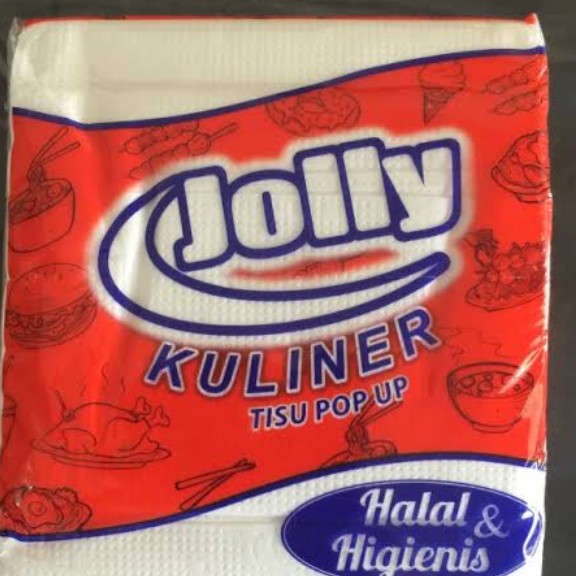 Jolly
KULINER
TISU POP UP
Halal &
Higienis